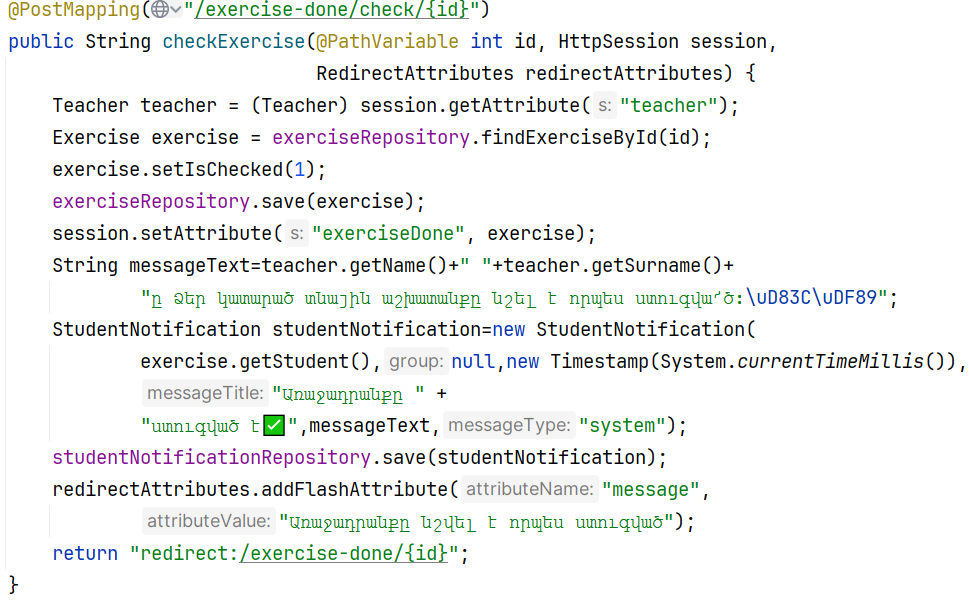 @PostMapping("/exercise-done/check/{id}")
public String checkExercise(@PathVariable int id, HttpSession session,
RedirectAttributes redirectAttributes) {
Teacher teacher = (Teacher) session.getAttribute( s: "teacher");
Exercise exercise = exerciseRepository.findExerciseById(id);
exercise.setIsChecked(1);
exerciseRepository.save(exercise);
session.setAttribute( s: "exerciseDone", exercise);
String messageText=teacher.getName()+" "+teacher.getSurname()+
"ը Ձեր կատարած տնային աշխատանքը նշել է որպես ստուգվա՜ծ:\uD83C\uDF89";
StudentNotification studentNotification=new StudentNotification(
exercise.getStudent(), group: null,new Timestamp(System.currentTimeMillis()),
messageTitle: "Առաջադրանքը " +
"ստուգված է✅",messageText, messageType: "system");
studentNotificationRepository.save(studentNotification);
redirectAttributes.addFlashAttribute( attributeName: "message",
attributeValue: "Առաջադրանքը նշվել է որպես ստուգված");
return "redirect:/exercise-done/{id}";
}